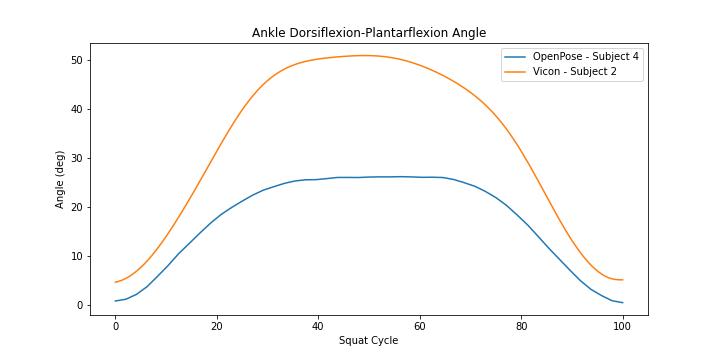 Ankle Dorsiflexion-Plantarflexion Angle
OpenPose - Subject 4
Vicon - Subject 2
Angle (deg)
50
40
30
20
10
0
0 20 40 60 80 100
Squat Cycle